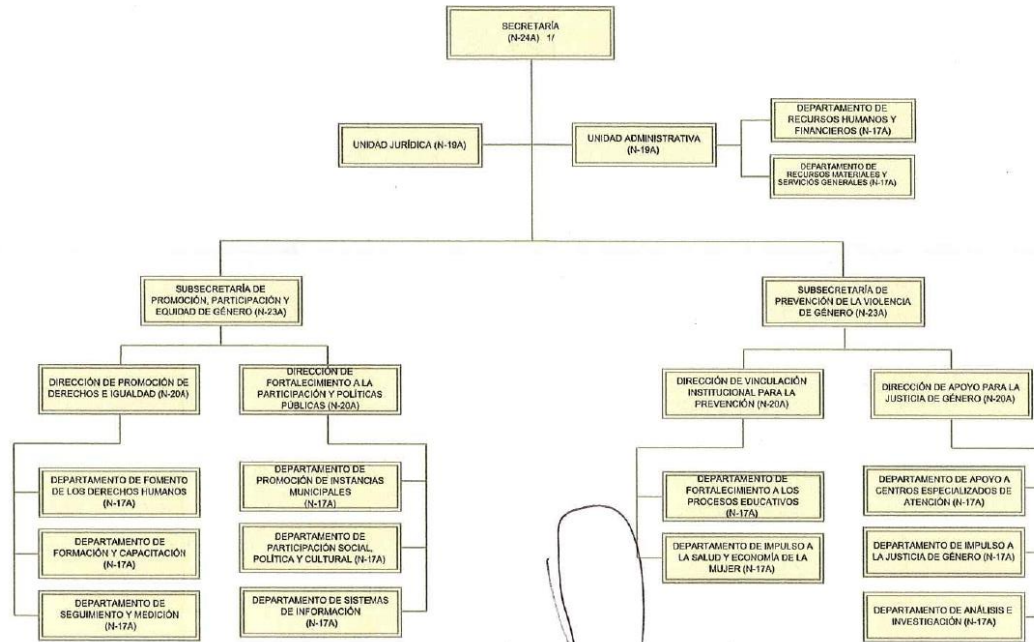 SECRETARÍA
(N-24A) 1/
UNIDAD JURÍDICA (N-19A)
UNIDAD ADMINISTRATIVA
(N-19A)
DEPARTAMENTO DE
RECURSOS HUMANOS Y
FINANCIEROS (N-17A)
DEPARTAMENTO DE
RECURSOS MATERIALES Y
SERVICIOS GENERALES (N-17A)
SUBSECRETARÍA DE
PROMOCIÓN, PARTICIPACIÓN Y
EQUIDAD DE GÉNERO (N-23A)
SUBSECRETARÍA DE
PREVENCIÓN DE LA VIOLENCIA
DE GÉNERO (N-23A)
DIRECCIÓN DE PROMOCIÓN DE
DERECHOS E IGUALDAD (N-20A)
DIRECCIÓN DE
FORTALECIMIENTO A LA
PARTICIPACIÓN Y POLÍTICAS
PÚBLICAS (N-20A)
DIRECCIÓN DE VINCULACIÓN
INSTITUCIONAL PARA LA
PREVENCIÓN (N-20A)
DIRECCIÓN DE APOYO PARA LA
JUSTICIA DE GÉNERO (N-20A)
DEPARTAMENTO DE FOMENTO
DE LOS DERECHOS HUMANOS
(N-17A)
DEPARTAMENTO DE
FORMACIÓN Y CAPACITACIÓN
(N-17A)
DEPARTAMENTO DE
SEGUIMIENTO Y MEDICIÓN
(N-17A)
DEPARTAMENTO DE
PROMOCIÓN DE INSTANCIAS
MUNICIPALES
(N-17A)
DEPARTAMENTO DE
PARTICIPACIÓN SOCIAL,
POLÍTICA Y CULTURAL (N-17A)
DEPARTAMENTO DE SISTEMAS
DE INFORMACIÓN
(N-17A)
DEPARTAMENTO DE
FORTALECIMIENTO A LOS
PROCESOS EDUCATIVOS
(N-17A)
DEPARTAMENTO DE IMPULSO A
LA SALUD Y ECONOMÍA DE LA
MUJER (N-17A)
DEPARTAMENTO DE APOYO A
CENTROS ESPECIALIZADOS DE
ATENCIÓN (N-17A)
DEPARTAMENTO DE IMPULSO A
LA JUSTICIA DE GÉNERO (N-17A)
DEPARTAMENTO DE ANÁLISIS E
INVESTIGACIÓN (N-17A)